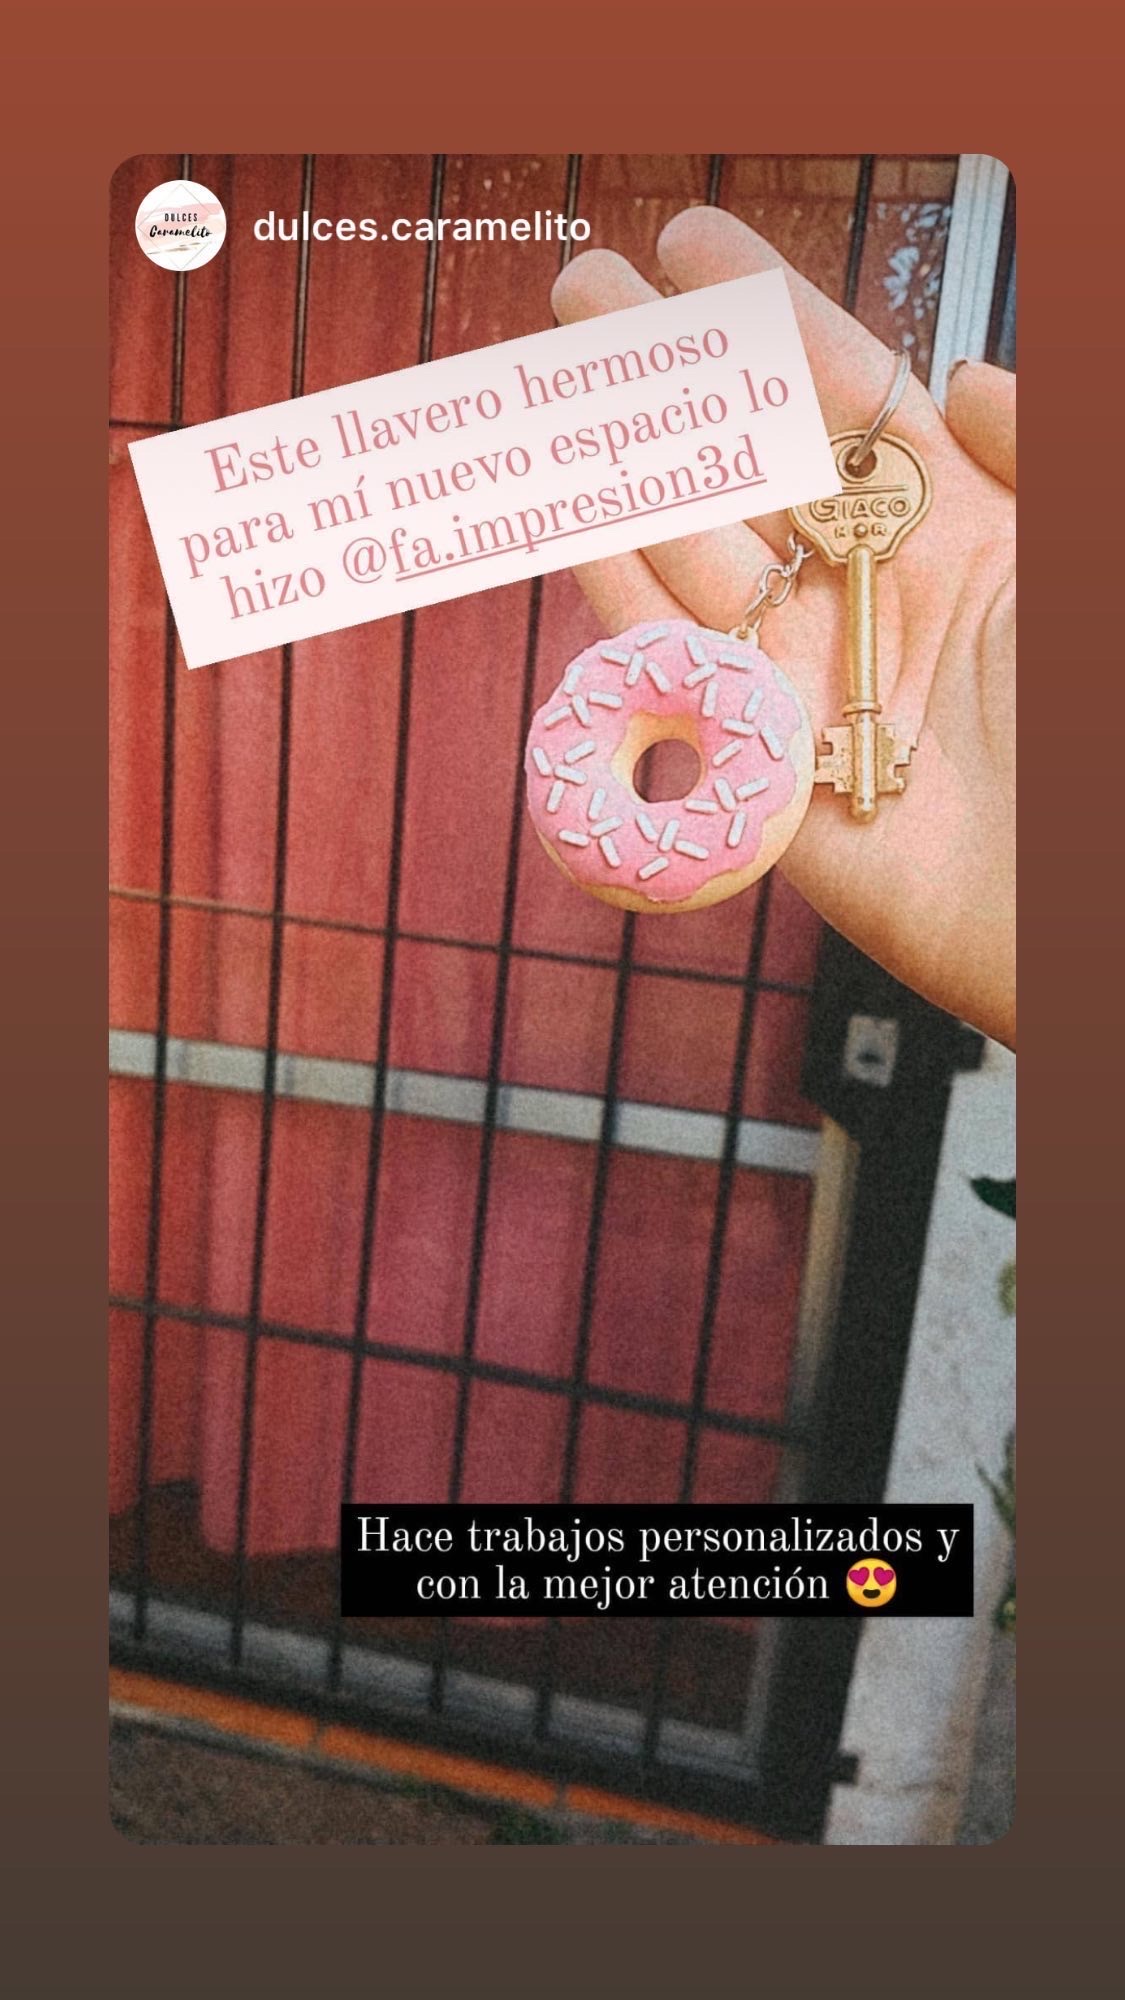 DULCES
Caramelito
dulces.caramelito
Este llavero hermoso
para mí nuevo espacio lo
hizo @fa.impresion3d
GIACO
H R
Hace trabajos personalizados y
con la mejor atención 😍